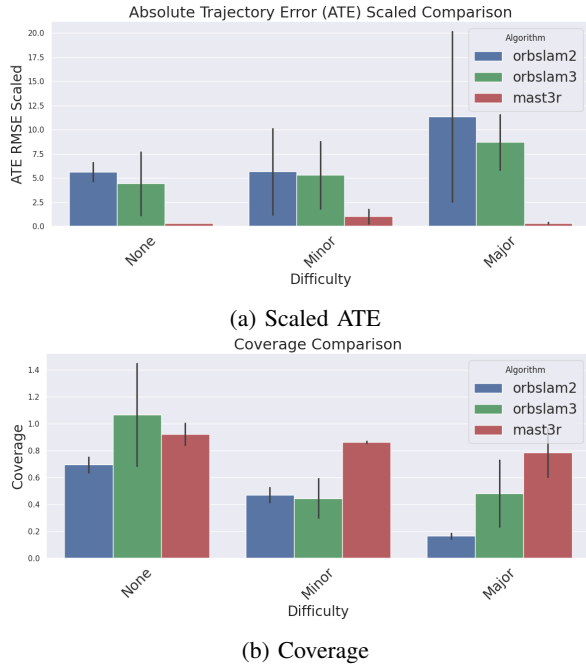 Absolute Trajectory Error (ATE) Scaled Comparison
ATE RMSE Scaled
20.0
17.5
15.0
12.5
10.0
7.5
5.0
2.5
0.0
Algorithm
orbslam2
orbslam3
mast3r
None
Minor
Major
Difficulty
(a) Scaled ATE
Coverage Comparison
Coverage
1.4
1.2
1.0
0.8
0.6
0.4
0.2
0.0
Algorithm
orbslam2
orbslam3
mast3r
None
Minor
Major
Difficulty
(b) Coverage